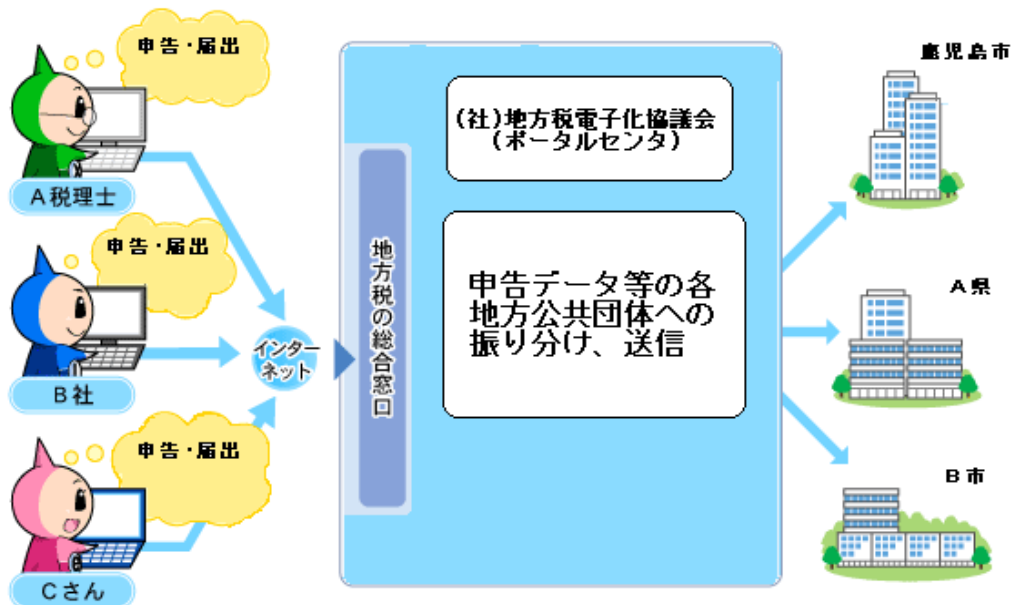 申告・届出
A税理士
申告・届出
B社
申告・届出
Cさん
インター
ネット
地方税の総合窓口
(社)地方税電子化協議会
(ポータルセンタ)
申告データ等の各
地方公共団体への
振り分け、送信
鹿児島市
A県
B市